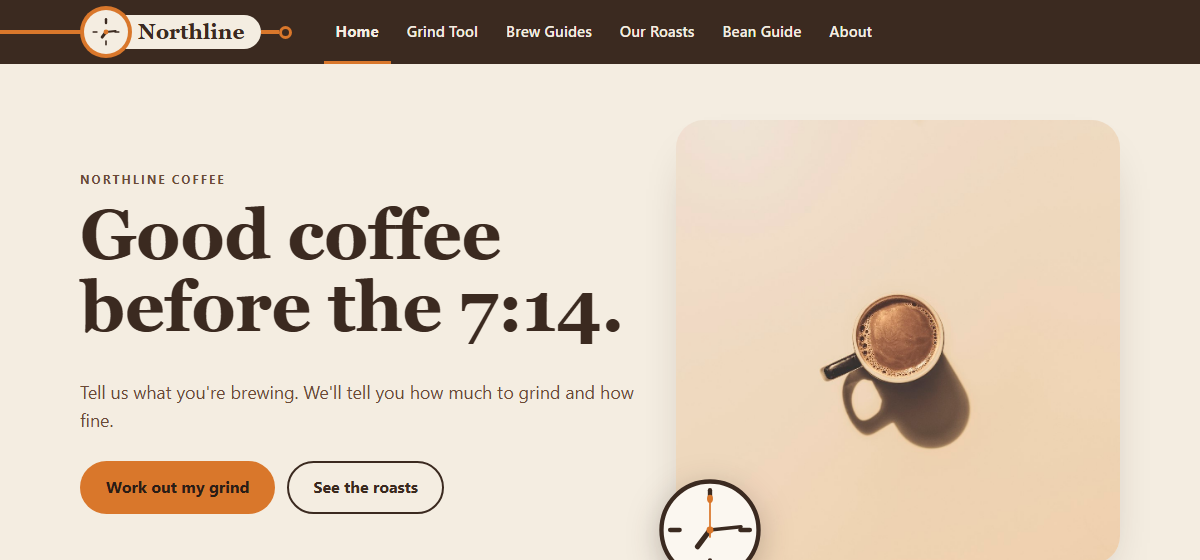 Northline
Home
Grind Tool
Brew Guides
Our Roasts
Bean Guide
About
NORTHLINE COFFEE
Good coffee
before the 7:14.
Tell us what you're brewing. We'll tell you how much to grind and how
fine.
Work out my grind
See the roasts